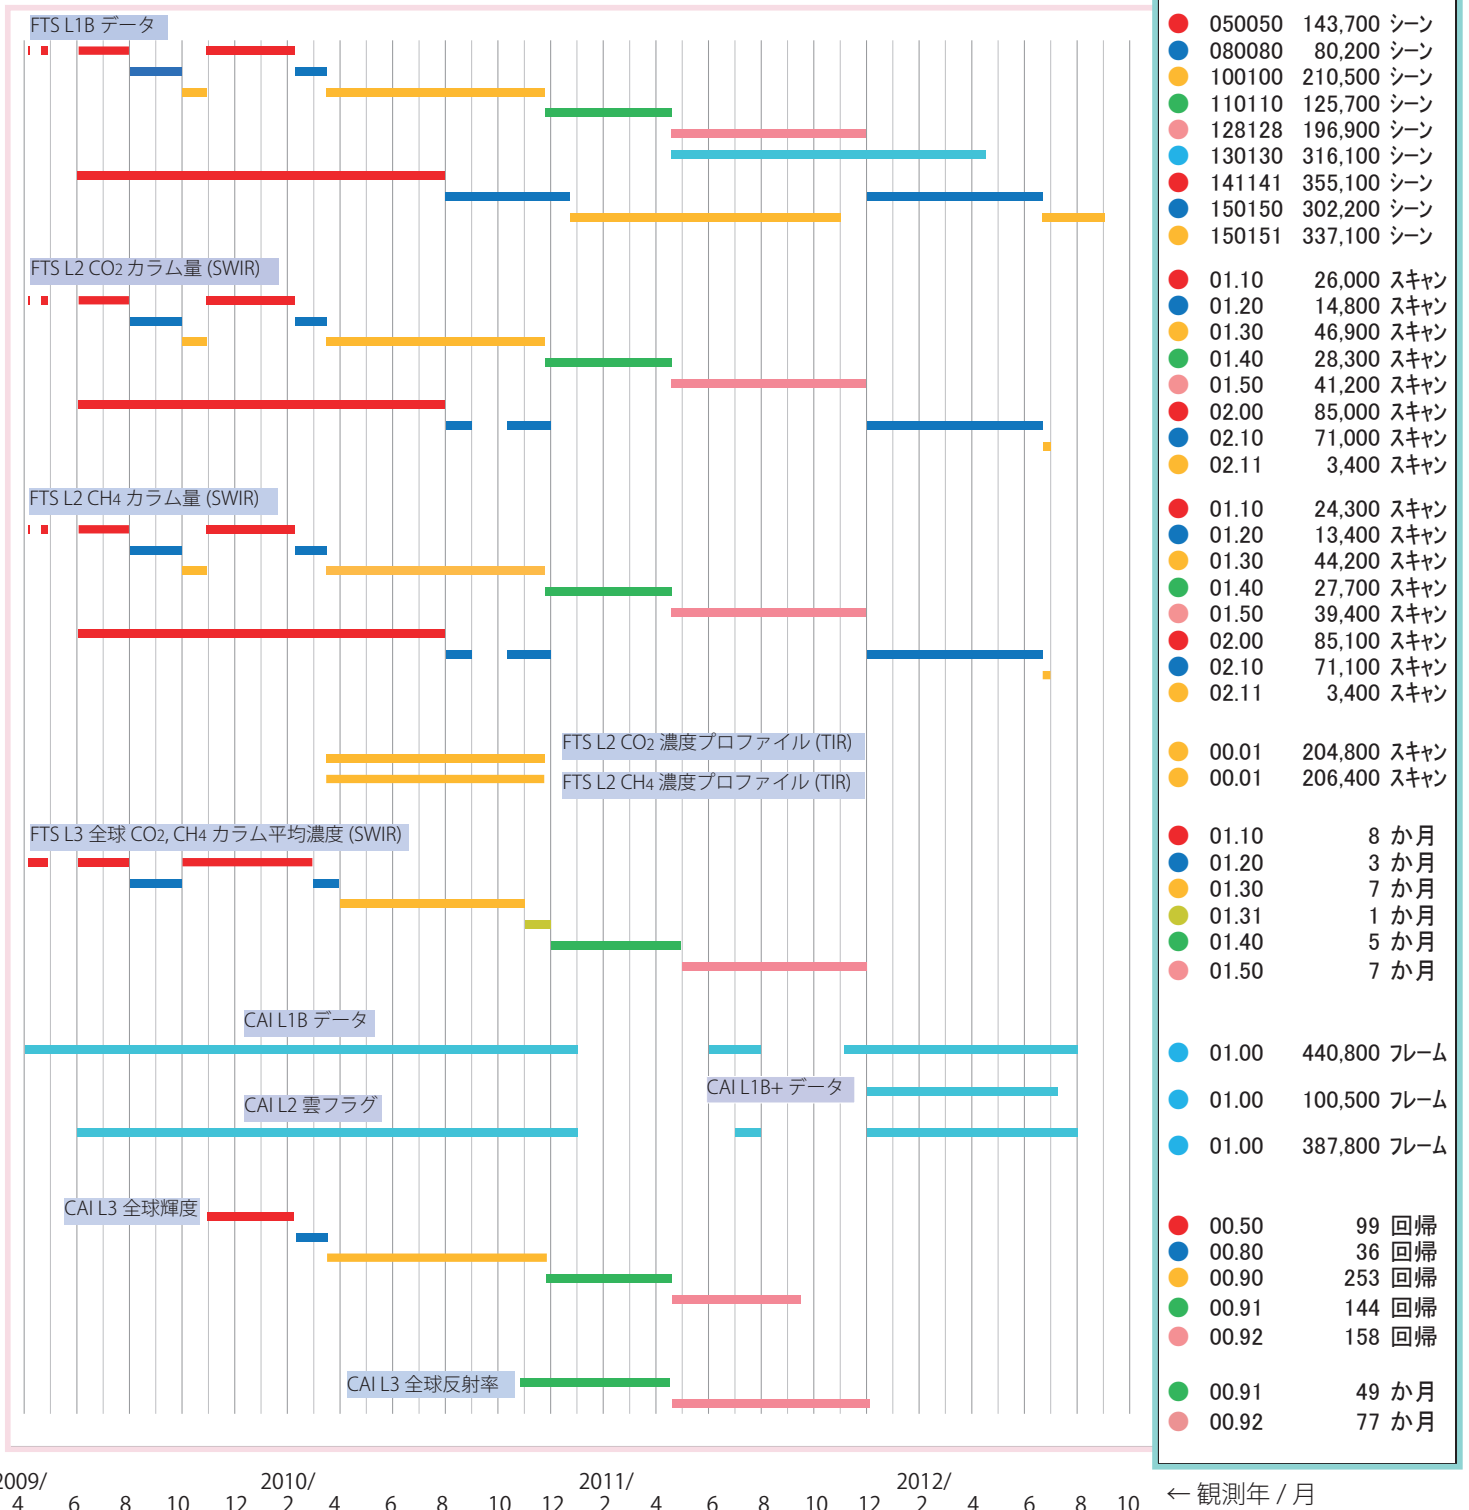 FTS L1B データ
FTS L2 CO2 カラム量 (SWIR)
FTS L2 CH4 カラム量 (SWIR)
FTS L2 CO2 濃度プロファイル (TIR)
FTS L2 CH4 濃度プロファイル (TIR)
FTS L3 全球 CO2, CH4 カラム平均濃度 (SWIR)
CAI L1B データ
CAI L1B+ データ
CAI L2 雲フラグ
CAI L3 全球輝度
CAI L3 全球反射率
050050 143,700 シーン
080080 80,200 シーン
100100 210,500 シーン
110110 125,700 シーン
128128 196,900 シーン
130130 316,100 シーン
141141 355,100 シーン
150150 302,200 シーン
150151 337,100 シーン
01.10 26,000 スキャン
01.20 14,800 スキャン
01.30 46,900 スキャン
01.40 28,300 スキャン
01.50 41,200 スキャン
02.00 85,000 スキャン
02.10 71,000 スキャン
02.11 3,400 スキャン
01.10 24,300 スキャン
01.20 13,400 スキャン
01.30 44,200 スキャン
01.40 27,700 スキャン
01.50 39,400 スキャン
02.00 85,100 スキャン
02.10 71,100 スキャン
02.11 3,400 スキャン
00.01 204,800 スキャン
00.01 206,400 スキャン
01.10 8 か月
01.20 3 か月
01.30 7 か月
01.31 1 か月
01.40 5 か月
01.50 7 か月
01.00 440,800 フレーム
01.00 100,500 フレーム
01.00 387,800 フレーム
00.50 99 回帰
00.80 36 回帰
00.90 253 回帰
00.91 144 回帰
00.92 158 回帰
00.91 49 か月
00.92 77 か月
2009/ 2010/ 2011/ 2012/
4 6 8 10 12 2 4 6 8 10 12 2 4 6 8 10 12 2 4 6 8 10
← 観測年 / 月